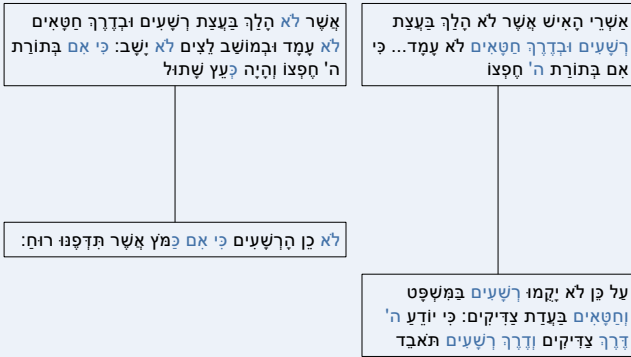 אַשְׁרֵי הָאִישׁ אֲשֶׁר לֹא הָלַךְ בַּעֲצַת
רְשָׁעִים וּבְדֶרֶךְ חַטָּאִים לֹא עָמָד... כִּי
אִם בְּתוֹרַת ה' חֶפְצוֹ
אֲשֶׁר לֹא הָלַךְ בַּעֲצַת רְשָׁעִים וּבְדֶרֶךְ חַטָּאִים
לֹא עָמָד וּבְמוֹשַׁב לֵצִים לֹא יָשָׁב: כִּי אִם בְּתוֹרַת
ה' חֶפְצוֹ וְהָיָה כְּעֵץ שָׁתוּל
לֹא כֵן הָרְשָׁעִים כִּי אִם כַּמֹּץ אֲשֶׁר תִּדְּפֶנּוּ רוּחַ:
עַל כֵּן לֹא יָקֻמוּ רְשָׁעִים בַּמִּשְׁפָּט
וְחַטָּאִים בַּעֲדַת צַדִּיקִים: כִּי יוֹדֵעַ ה'
דֶּרֶךְ צַדִּיקִים וְדֶרֶךְ רְשָׁעִים תֹּאבֵד